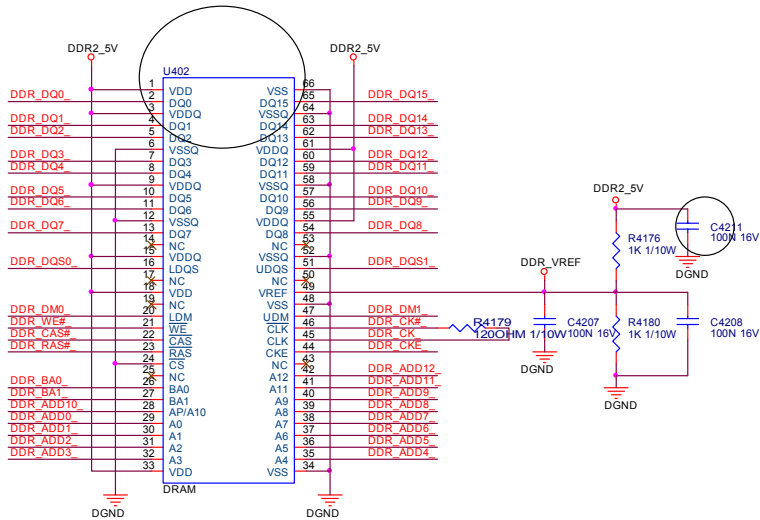 DDR2_5V
U402
DDR2_5V
1 VDD VSS 66
DDR_DQ0_ 2 DQ0 DQ15 65 DDR_DQ15_
3 VDDQ VSSQ 64
DDR_DQ1_ 4 DQ1 DQ14 63 DDR_DQ14_
DDR_DQ2_ 5 DQ2 DQ13 62 DDR_DQ13_
6 VSSQ VDDQ 61
DDR_DQ3_ 7 DQ3 DQ12 60 DDR_DQ12_
DDR_DQ4_ 8 DQ4 DQ11 59 DDR_DQ11_
9 VDDQ VSSQ 58
DDR_DQ5_ 10 DQ5 DQ10 57 DDR_DQ10_
DDR_DQ6_ 11 DQ6 DQ9 56 DDR_DQ9_
12 VSSQ VDDQ 55
DDR_DQ7_ 13 DQ7 DQ8 54 DDR_DQ8_
14 NC NC 53
15 VDDQ VSSQ 52
DDR_DQS0_ 16 LDQS UDQS 51 DDR_DQS1_
17 NC NC 50
18 VDD VREF 49
19 NC VSS 48
DDR_DM0_ 20 LDM UDM 47 DDR_DM1_
DDR_WE#_ 21 WE CLK 46 DDR_CK#_
DDR_CAS#_ 22 CAS CLK 45 DDR_CK_
DDR_RAS#_ 23 RAS CKE 44 DDR_CKE_
24 CS NC 43
25 NC A12 42 DDR_ADD12_
DDR_BA0_ 26 BA0 A11 41 DDR_ADD11_
DDR_BA1_ 27 BA1 A9 40 DDR_ADD9_
DDR_ADD10_ 28 AP/A10 A8 39 DDR_ADD8_
DDR_ADD0_ 29 A0 A7 38 DDR_ADD7_
DDR_ADD1_ 30 A1 A6 37 DDR_ADD6_
DDR_ADD2_ 31 A2 A5 36 DDR_ADD5_
DDR_ADD3_ 32 A3 A4 35 DDR_ADD4_
33 VDD VSS 34
DRAM
DGND
DGND
DDR2_5V
R4176
1K 1/10W
C4211
100N 16V
DGND
DDR_VREF
R4179
120OHM 1/10W
C4207
100N 16V
R4180
1K 1/10W
C4208
100N 16V
DGND
DGND